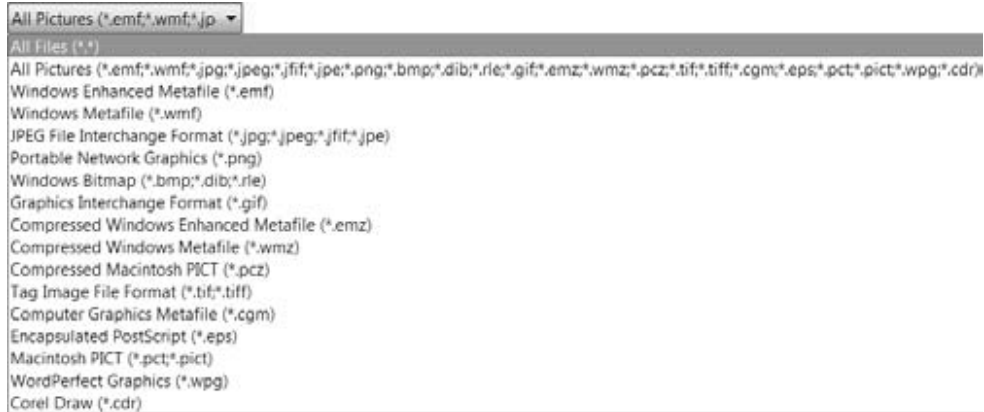 All Pictures (*.emf;*.wmf;*.jp
All Files (*.*)
All Pictures (*.emf;*.wmf;*.jpg;*.jpeg;*.jfif;*.jpe;*.png;*.bmp;*.dib;*.rle;*.gif;*.emz;*.wmz;*.pcz;*.tif;*.tiff;*.cgm;*.eps;*.pct;*.pict;*.wpg;*.cdr)
Windows Enhanced Metafile (*.emf)
Windows Metafile (*.wmf)
JPEG File Interchange Format (*.jpg;*.jpeg;*.jfif;*.jpe)
Portable Network Graphics (*.png)
Windows Bitmap (*.bmp;*.dib;*.rle)
Graphics Interchange Format (*.gif)
Compressed Windows Enhanced Metafile (*.emz)
Compressed Windows Metafile (*.wmz)
Compressed Macintosh PICT (*.pcz)
Tag Image File Format (*.tif;*.tiff)
Computer Graphics Metafile (*.cgm)
Encapsulated PostScript (*.eps)
Macintosh PICT (*.pct;*.pict)
WordPerfect Graphics (*.wpg)
Corel Draw (*.cdr)